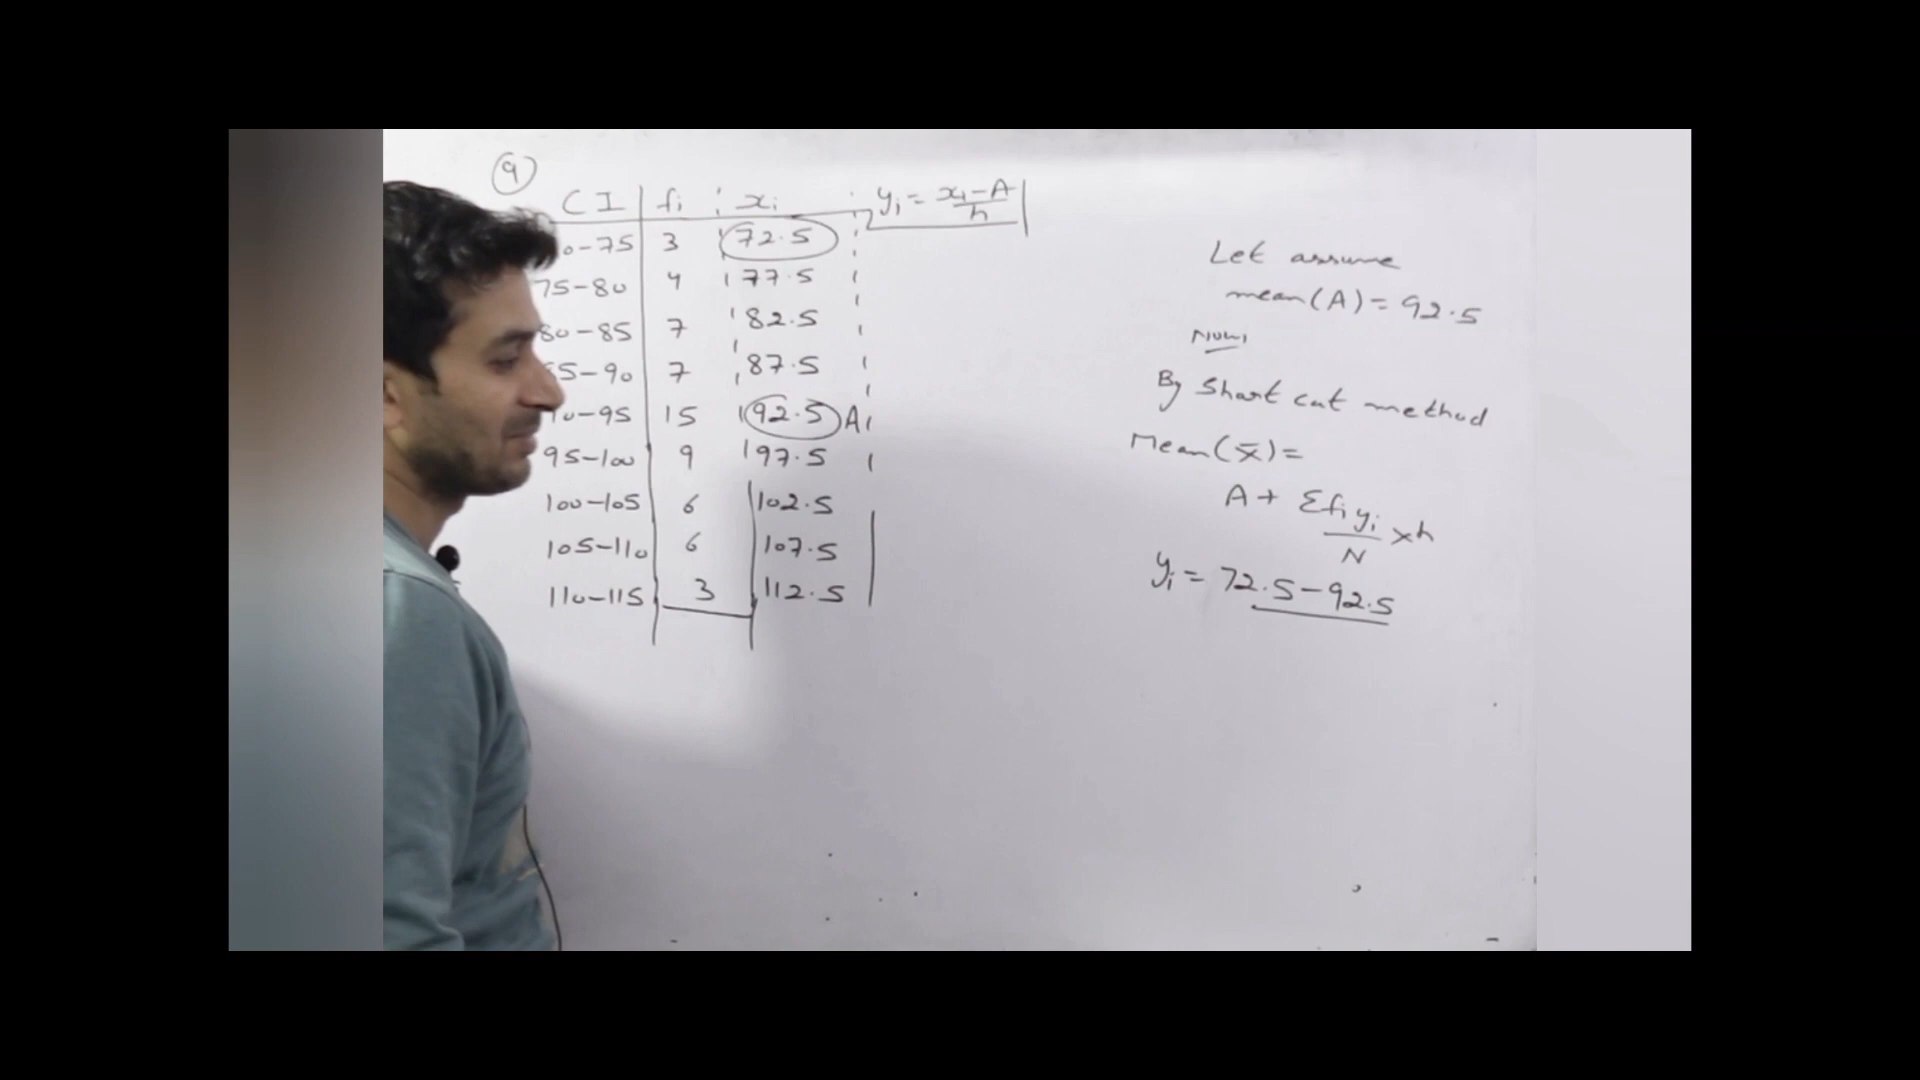 9
CI fi xi yi = xi-A/h
0-75 3 72.5
75-80 4 77.5
80-85 7 82.5
5-90 7 87.5
0-95 15 92.5 A
95-100 9 97.5
100-105 6 102.5
105-110 6 107.5
110-115 3 112.5
Let assume
mean(A) = 92.5
Now,
By Short cut method
Mean(x̄) =
A + Σfiyi/N ×h
yi = 72.5-92.5